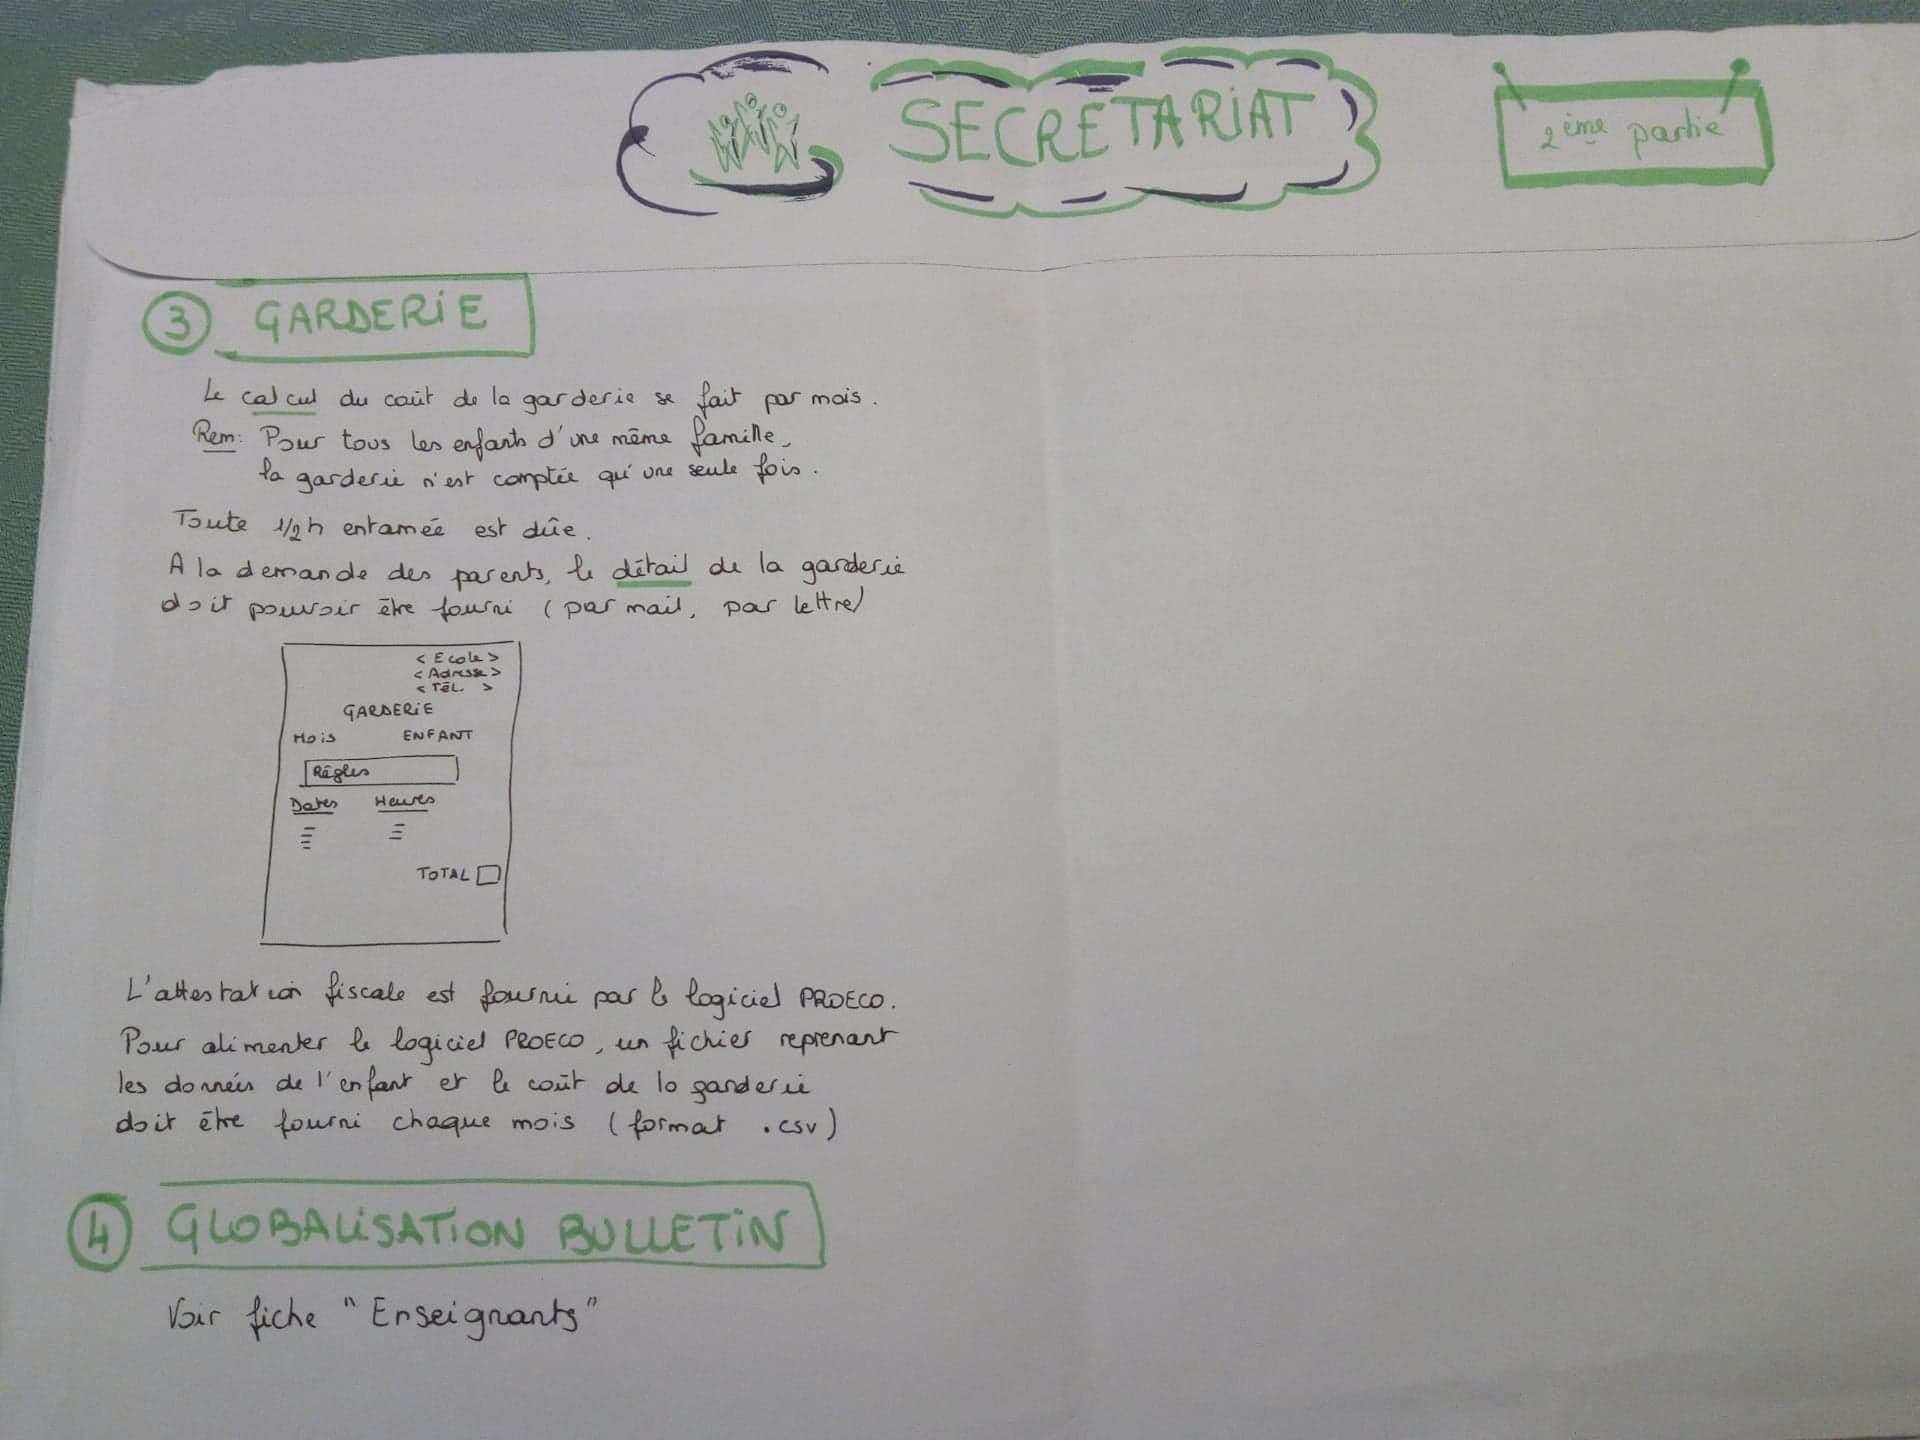 SECRETARIAT
2ème partie
3 GARDERIE
Le calcul du coût de la garderie se fait par mois.
Rem: Pour tous les enfants d'une même famille,
la garderie n'est comptée qu'une seule fois.
Toute 1/2h entamée est dûe.
A la demande des parents, le détail de la garderie
doit pouvoir être fourni (par mail, par lettre)
<Ecole>
<Adresse>
<Tél. >
GARDERIE
Mois ENFANT
Règles
Dates Heures
TOTAL
L'attestation fiscale est fournie par le logiciel PROECO.
Pour alimenter le logiciel PROECO, un fichier reprenant
les données de l'enfant et le coût de la garderie
doit être fourni chaque mois (format .csv)
4 GLOBALISATION BULLETIN
Voir fiche "Enseignants"